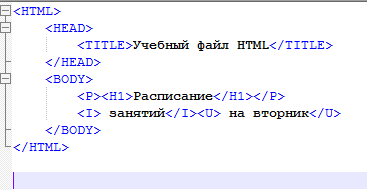 <HTML>
<HEAD>
<TITLE>Учебный файл HTML</TITLE>
</HEAD>
<BODY>
<P><H1>Расписание</H1></P>
<I> занятий</I><U> на вторник</U>
</BODY>
</HTML>